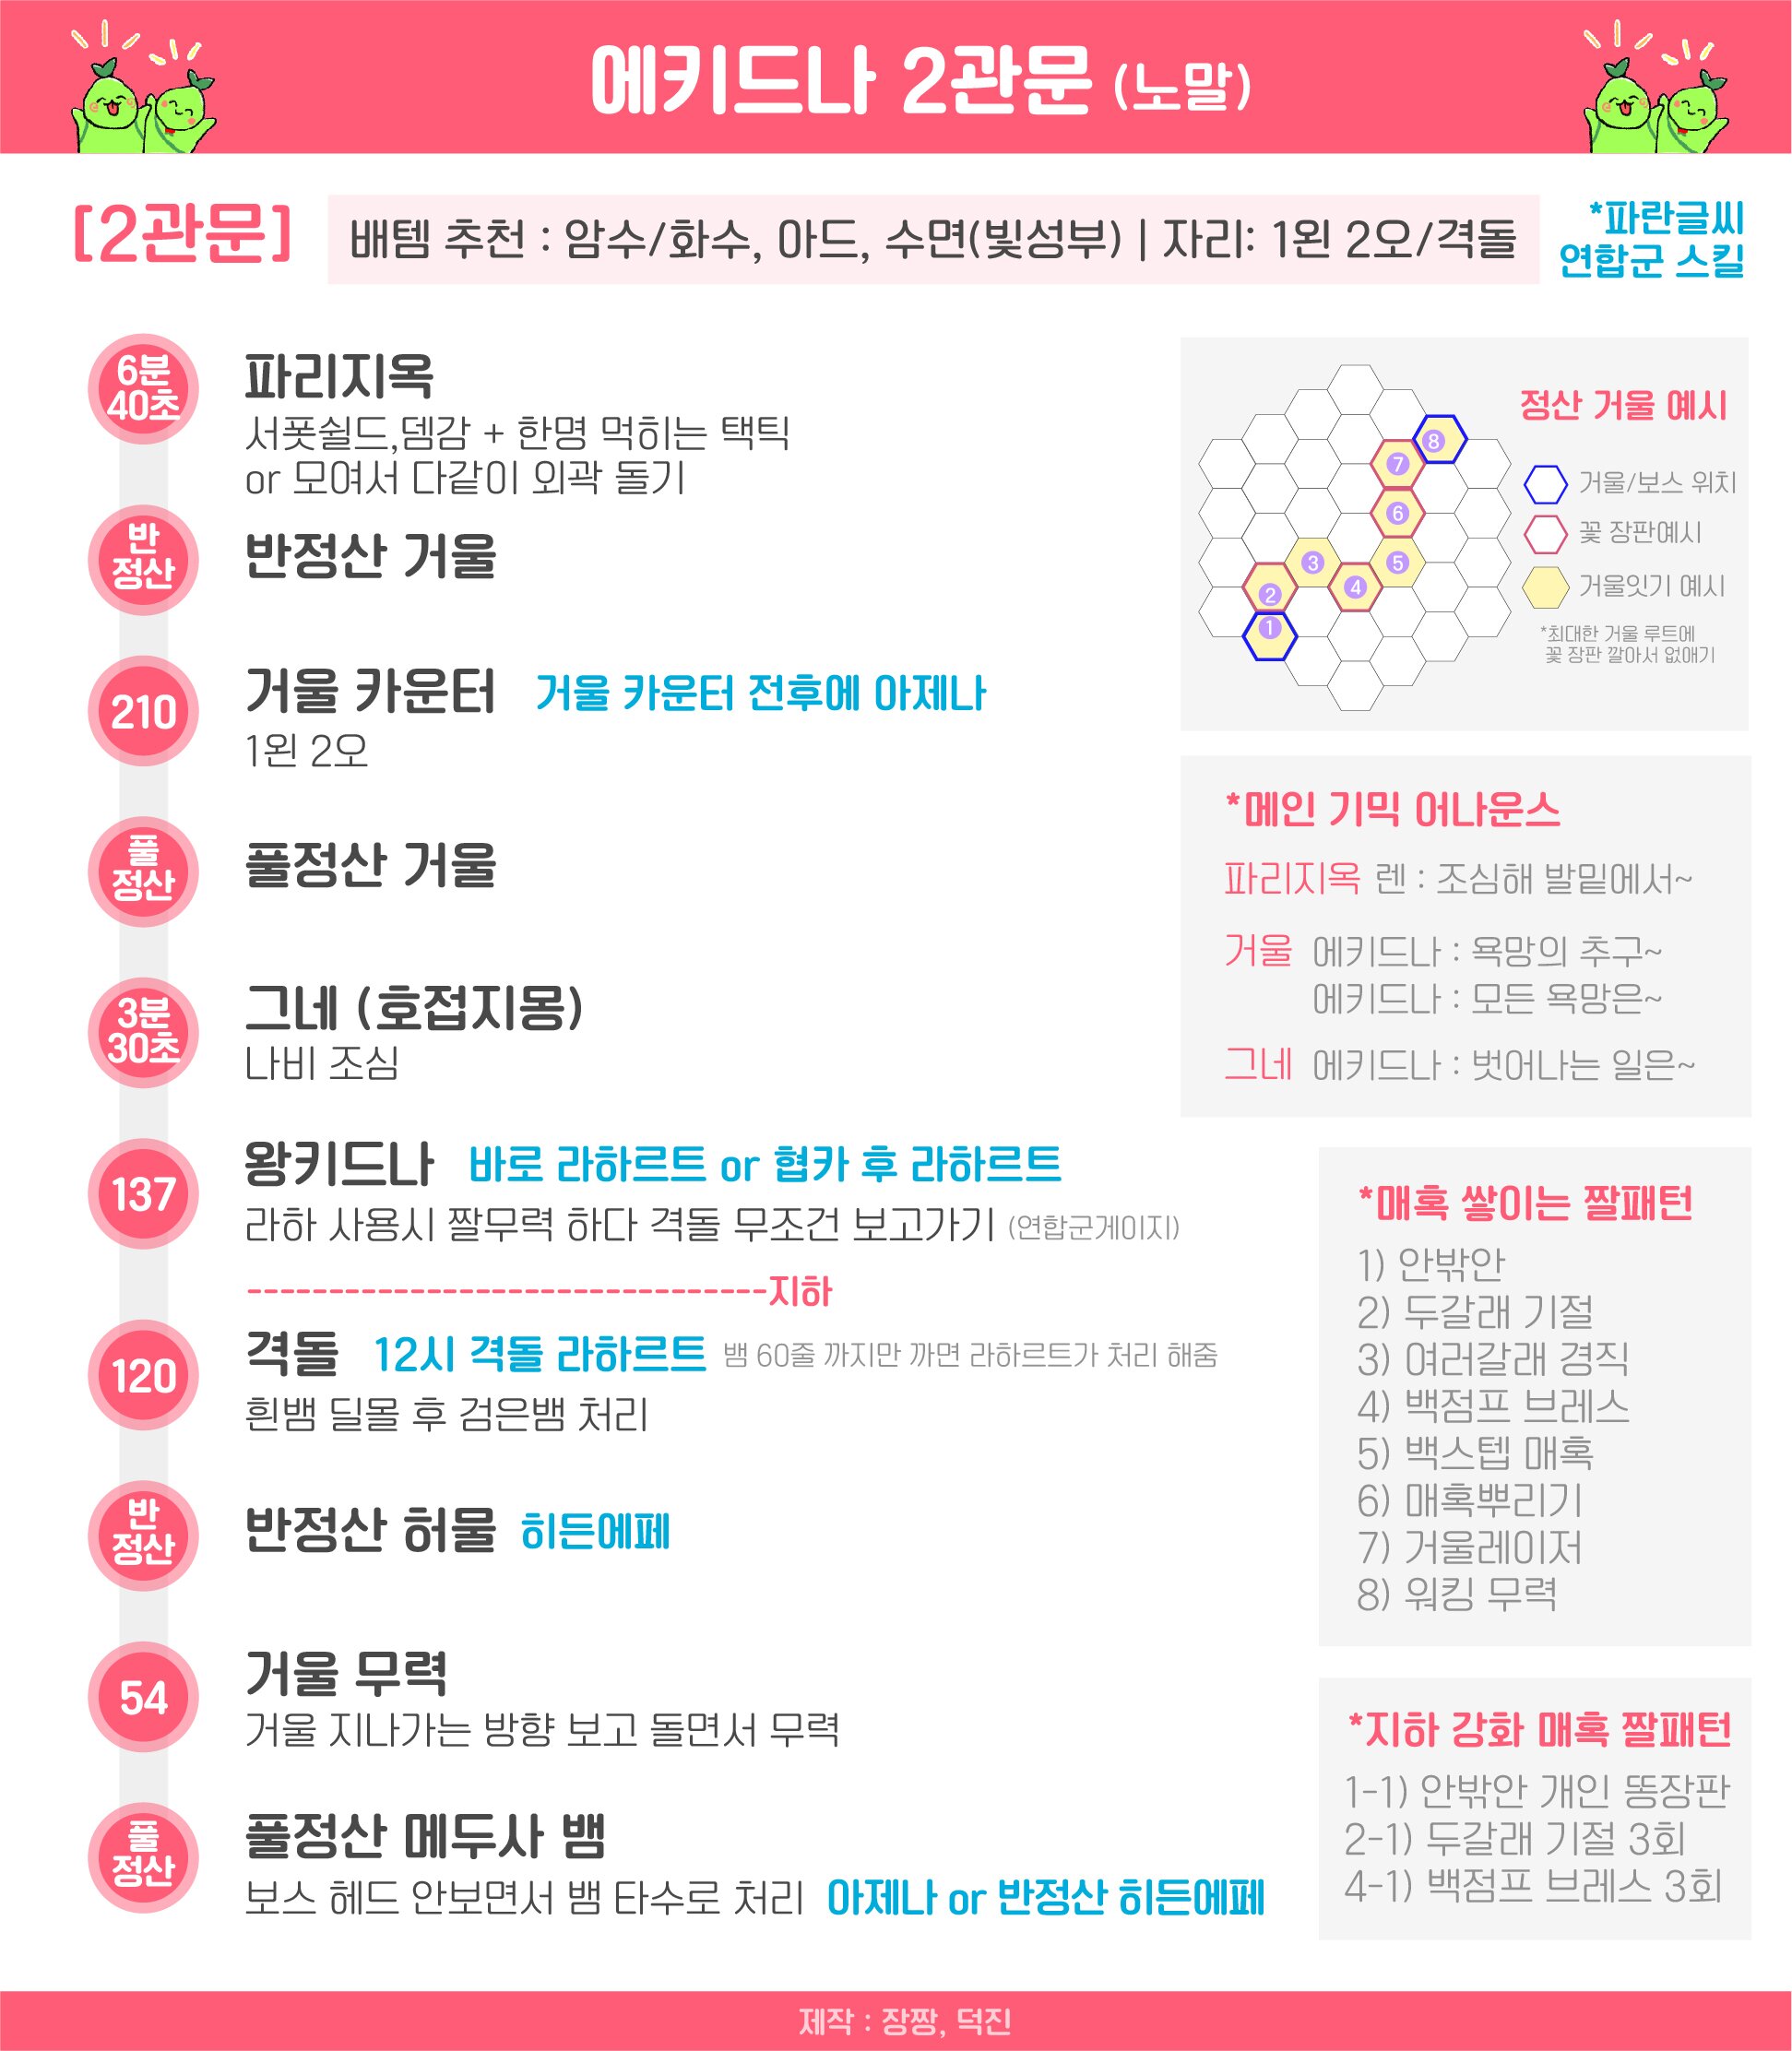 에키드나 2관문 (노말)
[2관문]
배템 추천 : 암수/화수, 아드, 수면(빛성부) | 자리: 1왼 2오/격돌
*파란글씨
연합군 스킬
6분
40초
파리지옥
서폿쉴드,뎀감 + 한명 먹히는 택틱
or 모여서 다같이 외곽 돌기
반
정산
반정산 거울
210
거울 카운터 거울 카운터 전후에 아제나
1왼 2오
풀
정산
풀정산 거울
3분
30초
그네 (호접지몽)
나비 조심
137
왕키드나 바로 라하르트 or 협카 후 라하르트
라하 사용시 짤무력 하다 격돌 무조건 보고가기 (연합군게이지)
--------------------------------지하
120
격돌 12시 격돌 라하르트 뱀 60줄 까지만 까면 라하르트가 처리 해줌
흰뱀 딜몰 후 검은뱀 처리
반
정산
반정산 허물 히든에페
54
거울 무력
거울 지나가는 방향 보고 돌면서 무력
풀
정산
풀정산 메두사 뱀
보스 헤드 안보면서 뱀 타수로 처리 아제나 or 반정산 히든에페
정산 거울 예시
8
7
6
3
5
2
4
1
거울/보스 위치
꽃 장판예시
거울잇기 예시
*최대한 거울 루트에
꽃 장판 깔아서 없애기
*메인 기믹 어나운스
파리지옥 렌 : 조심해 발밑에서~
거울 에키드나 : 욕망의 추구~
에키드나 : 모든 욕망은~
그네 에키드나 : 벗어나는 일은~
*매혹 쌓이는 짤패턴
1) 안밖안
2) 두갈래 기절
3) 여러갈래 경직
4) 백점프 브레스
5) 백스텝 매혹
6) 매혹뿌리기
7) 거울레이저
8) 워킹 무력
*지하 강화 매혹 짤패턴
1-1) 안밖안 개인 똥장판
2-1) 두갈래 기절 3회
4-1) 백점프 브레스 3회
제작 : 장짱, 덕진